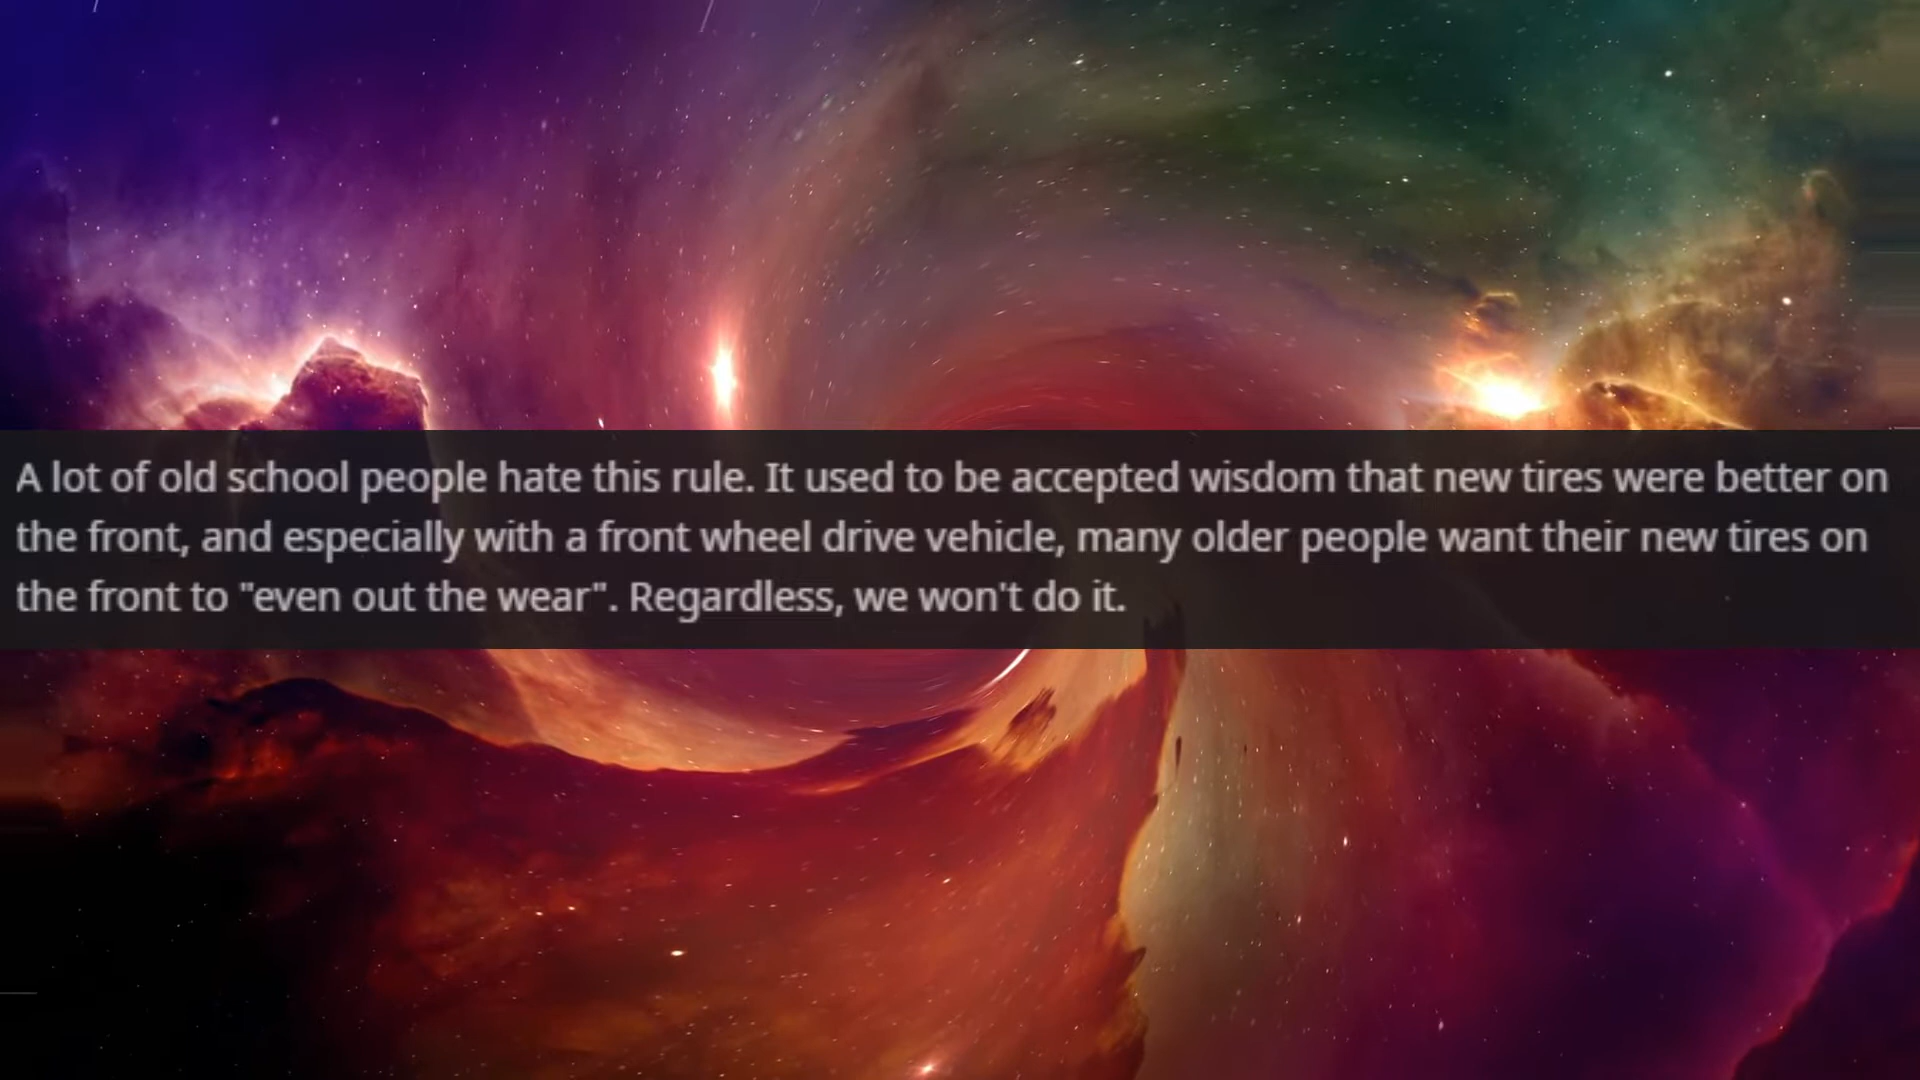 A lot of old school people hate this rule. It used to be accepted wisdom that new tires were better on
the front, and especially with a front wheel drive vehicle, many older people want their new tires on
the front to "even out the wear". Regardless, we won't do it.